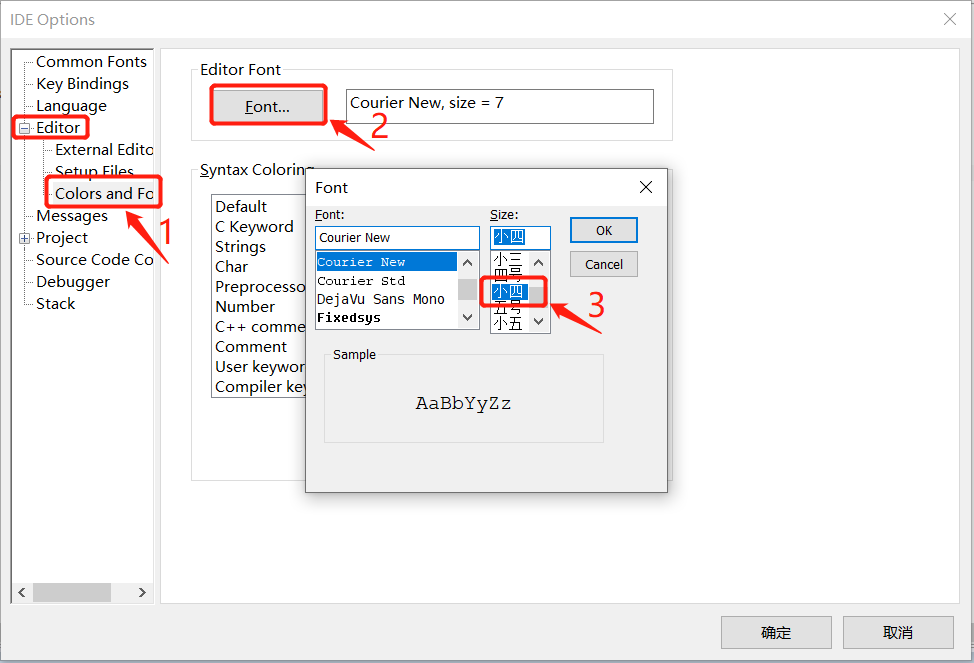 IDE Options
Common Fonts
Key Bindings
Language
Editor
External Edito
Setup Files
Colors and Fo
Messages
Project
Source Code Co
Debugger
Stack
1
Editor Font
Font...
Courier New, size = 7
2
Syntax Coloring
Default
C Keyword
Strings
Char
Preprocesso
Number
C++ comme
Comment
User keywor
Compiler key
Font
Font:
Courier New
Courier New
Courier Std
DejaVu Sans Mono
Fixedsys
Size:
小四
小三
四号
小四
五号
小五
3
OK
Cancel
Sample
AaBbYyZz
确定
取消